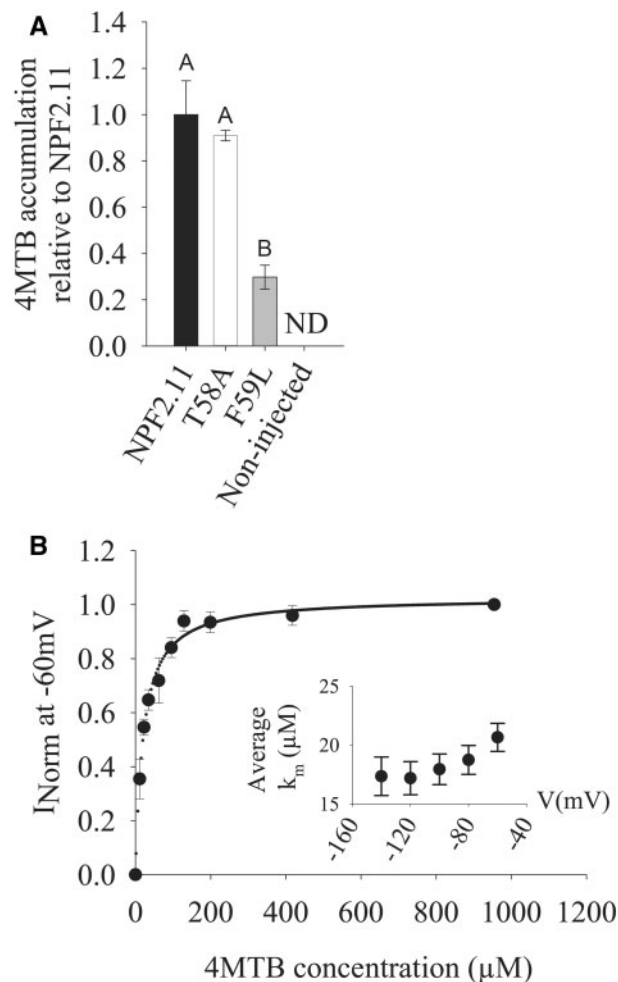 A
4MTB accumulation
relative to NPF2.11
1.4
1.2
1.0
0.8
0.6
0.4
0.2
0.0
A
A
B
ND
NPF2.11
T58A
F59L
Non-injected
B
INorm at -60mV
1.2
1.0
0.8
0.6
0.4
0.2
0.0
0
200
400
600
800
1000
1200
4MTB concentration (µM)
Average
km (µM)
25
20
15
-160
-120
-80
-40
V(mV)